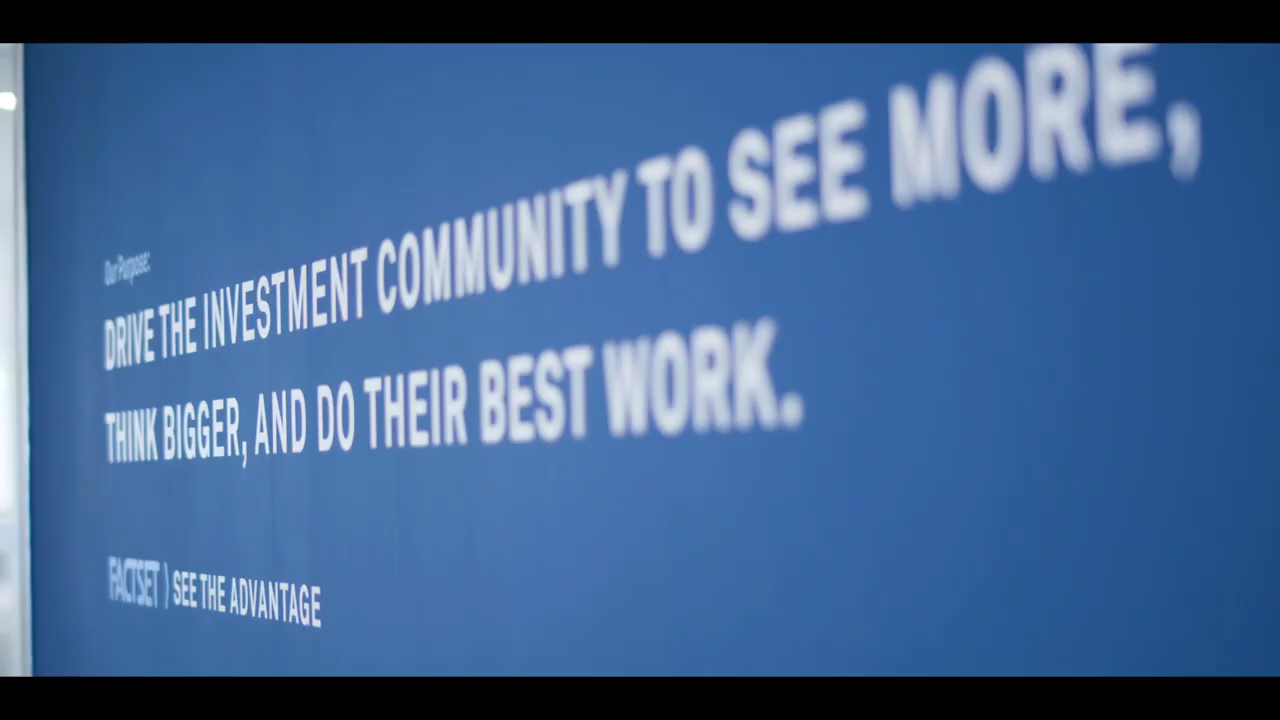 Our Purpose:
DRIVE THE INVESTMENT COMMUNITY TO SEE MORE,
THINK BIGGER, AND DO THEIR BEST WORK.
FACTSET ⟩ SEE THE ADVANTAGE